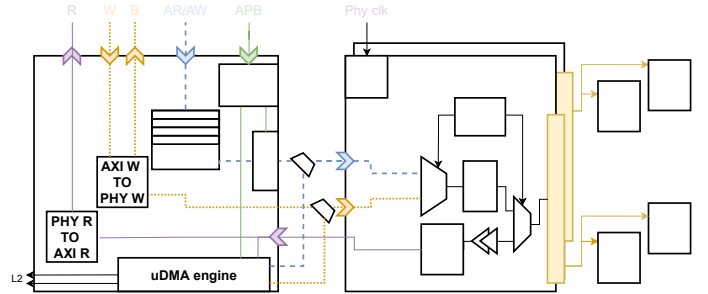 R W B AR/AW APB Phy clk
AXI W
TO
PHY W
PHY R
TO
AXI R
L2
uDMA engine